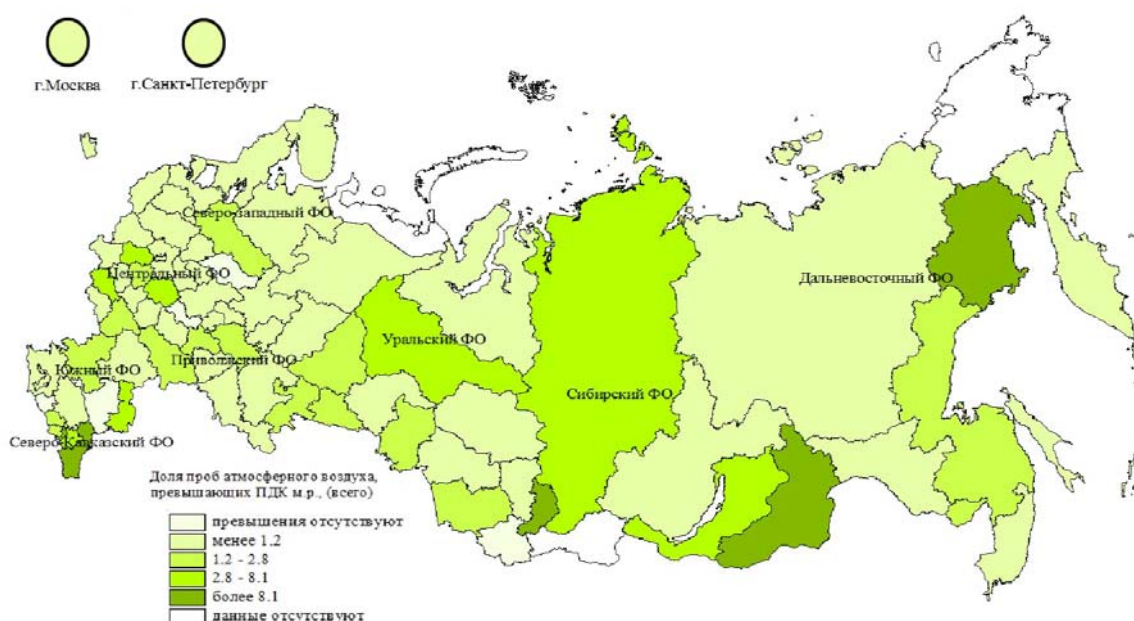 г.Москва
г.Санкт-Петербург
Северо-западный ФО
Центральный ФО
Дальневосточный ФО
Уральский ФО
Приволжский ФО
Южный ФО
Сибирский ФО
Северо-Кавказский ФО
Доля проб атмосферного воздуха,
превышающих ПДК м.р., (всего)
превышения отсутствуют
менее 1.2
1.2 - 2.8
2.8 - 8.1
более 8.1
данные отсутствуют